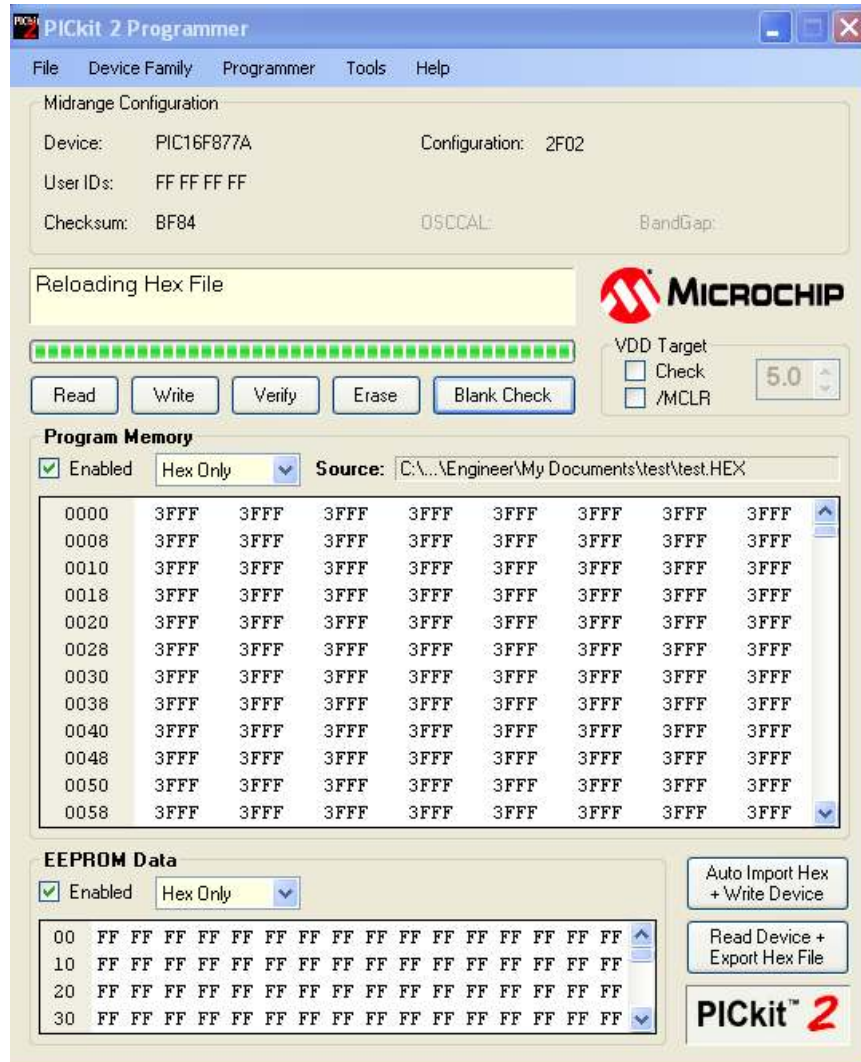 PICkit 2 Programmer
File Device Family Programmer Tools Help
Midrange Configuration
Device: PIC16F877A Configuration: 2F02
User IDs: FF FF FF FF
Checksum: BF84 OSCCAL: BandGap:
Reloading Hex File
MICROCHIP
VDD Target
Check
/MCLR
5.0
Read Write Verify Erase Blank Check
Program Memory
Enabled Hex Only Source: C:\...\Engineer\My Documents\test\test.HEX
0000 3FFF 3FFF 3FFF 3FFF 3FFF 3FFF 3FFF 3FFF
0008 3FFF 3FFF 3FFF 3FFF 3FFF 3FFF 3FFF 3FFF
0010 3FFF 3FFF 3FFF 3FFF 3FFF 3FFF 3FFF 3FFF
0018 3FFF 3FFF 3FFF 3FFF 3FFF 3FFF 3FFF 3FFF
0020 3FFF 3FFF 3FFF 3FFF 3FFF 3FFF 3FFF 3FFF
0028 3FFF 3FFF 3FFF 3FFF 3FFF 3FFF 3FFF 3FFF
0030 3FFF 3FFF 3FFF 3FFF 3FFF 3FFF 3FFF 3FFF
0038 3FFF 3FFF 3FFF 3FFF 3FFF 3FFF 3FFF 3FFF
0040 3FFF 3FFF 3FFF 3FFF 3FFF 3FFF 3FFF 3FFF
0048 3FFF 3FFF 3FFF 3FFF 3FFF 3FFF 3FFF 3FFF
0050 3FFF 3FFF 3FFF 3FFF 3FFF 3FFF 3FFF 3FFF
0058 3FFF 3FFF 3FFF 3FFF 3FFF 3FFF 3FFF 3FFF
EEPROM Data
Enabled Hex Only
00 FF FF FF FF FF FF FF FF FF FF FF FF FF FF FF FF
10 FF FF FF FF FF FF FF FF FF FF FF FF FF FF FF FF
20 FF FF FF FF FF FF FF FF FF FF FF FF FF FF FF FF
30 FF FF FF FF FF FF FF FF FF FF FF FF FF FF FF FF
Auto Import Hex
+ Write Device
Read Device +
Export Hex File
PICkit™ 2